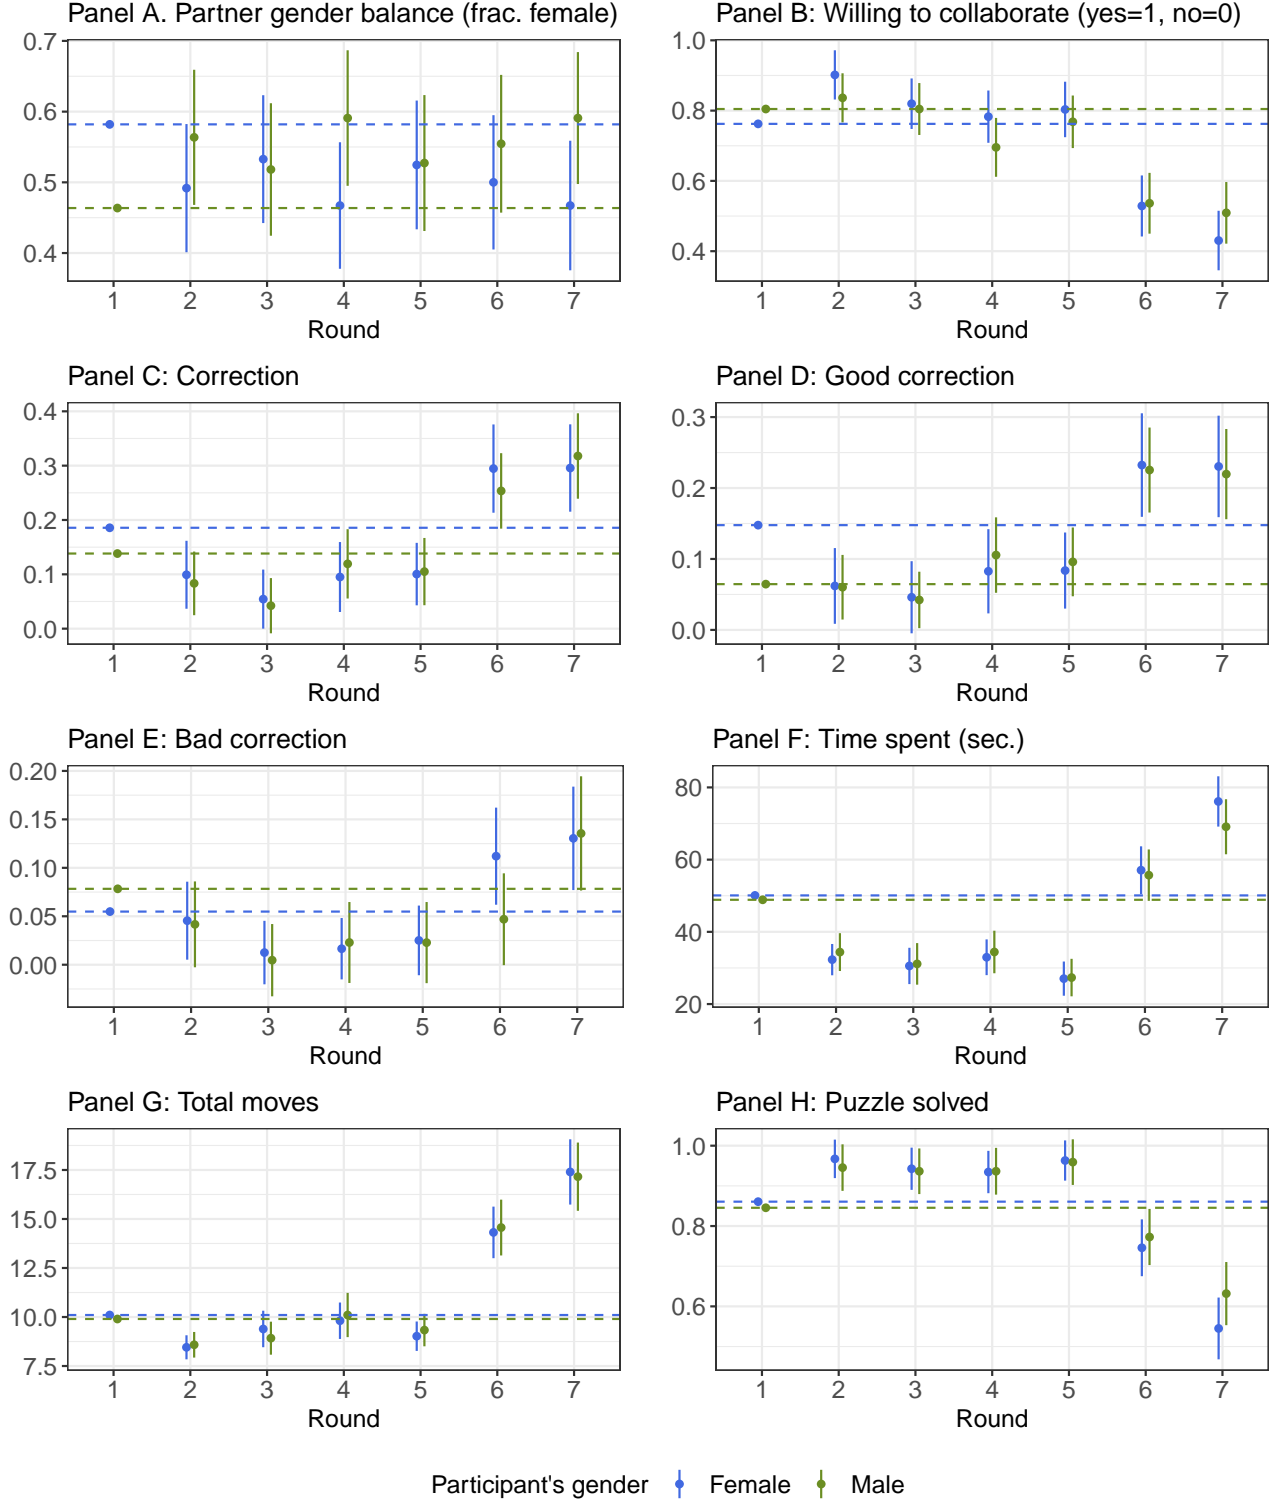 Panel A. Partner gender balance (frac. female)
0.7
0.6
0.5
0.4
1 2 3 4 5 6 7
Round
Panel B: Willing to collaborate (yes=1, no=0)
1.0
0.8
0.6
0.4
1 2 3 4 5 6 7
Round
Panel C: Correction
0.4
0.3
0.2
0.1
0.0
1 2 3 4 5 6 7
Round
Panel D: Good correction
0.3
0.2
0.1
0.0
1 2 3 4 5 6 7
Round
Panel E: Bad correction
0.20
0.15
0.10
0.05
0.00
1 2 3 4 5 6 7
Round
Panel F: Time spent (sec.)
80
60
40
20
1 2 3 4 5 6 7
Round
Panel G: Total moves
17.5
15.0
12.5
10.0
7.5
1 2 3 4 5 6 7
Round
Panel H: Puzzle solved
1.0
0.8
0.6
1 2 3 4 5 6 7
Round
Participant's gender Female Male